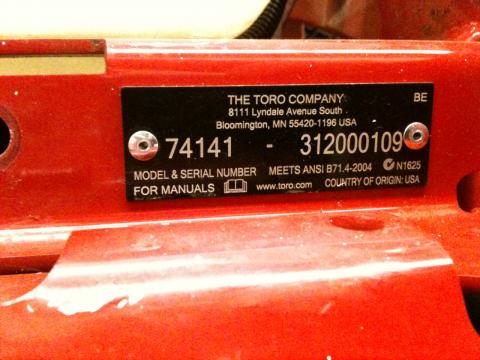 THE TORO COMPANY BE
8111 Lyndale Avenue South
Bloomington, MN 55420-1196 USA
74141 - 312000109
MODEL & SERIAL NUMBER MEETS ANSI B71.4-2004 N1625
FOR MANUALS www.toro.com COUNTRY OF ORIGIN: USA